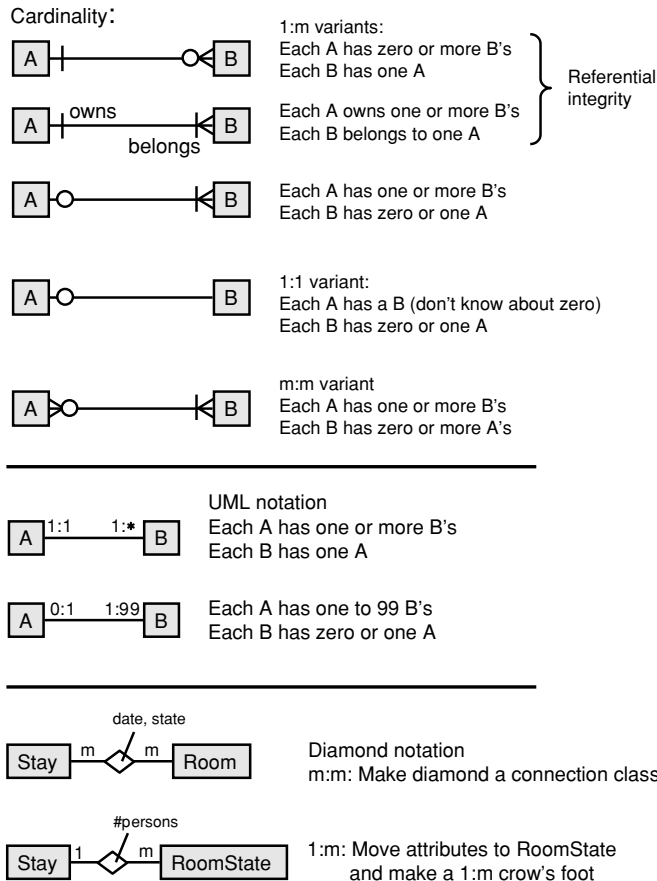 Cardinality:
A B
1:m variants:
Each A has zero or more B's
Each B has one A
Referential
integrity
A owns belongs B
Each A owns one or more B's
Each B belongs to one A
A B
Each A has one or more B's
Each B has zero or one A
A B
1:1 variant:
Each A has a B (don't know about zero)
Each B has zero or one A
A B
m:m variant
Each A has one or more B's
Each B has zero or more A's
UML notation
A 1:1 1:* B
Each A has one or more B's
Each B has one A
A 0:1 1:99 B
Each A has one to 99 B's
Each B has zero or one A
date, state
Stay m m Room
Diamond notation
m:m: Make diamond a connection class
#persons
Stay 1 m RoomState
1:m: Move attributes to RoomState
and make a 1:m crow's foot